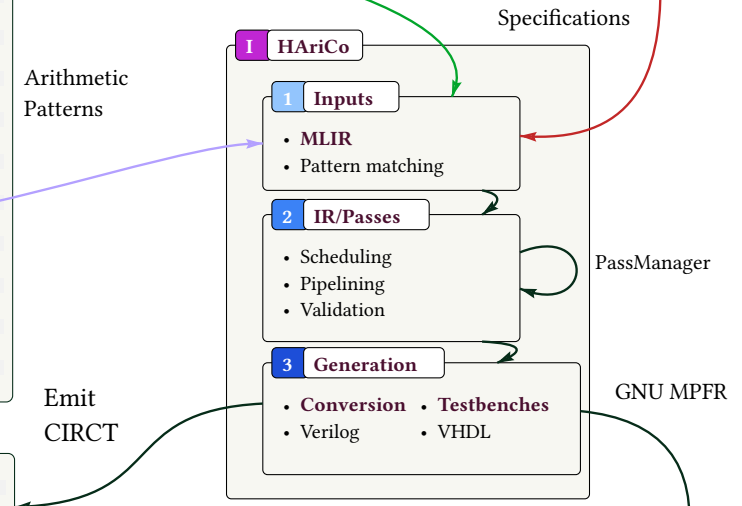 Specifications
I HAriCo
Arithmetic
Patterns
1 Inputs
• MLIR
• Pattern matching
2 IR/Passes
• Scheduling
• Pipelining
• Validation
PassManager
3 Generation
• Conversion • Testbenches
• Verilog • VHDL
Emit
CIRCT
GNU MPFR